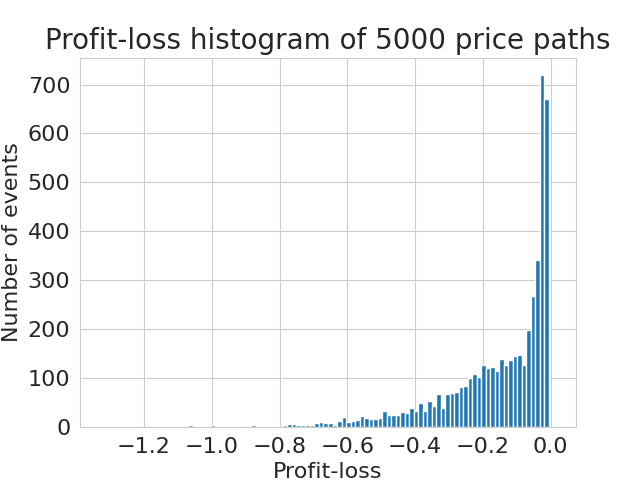 Profit-loss histogram of 5000 price paths
Number of events
700
600
500
400
300
200
100
0
−1.2 −1.0 −0.8 −0.6 −0.4 −0.2 0.0
Profit-loss